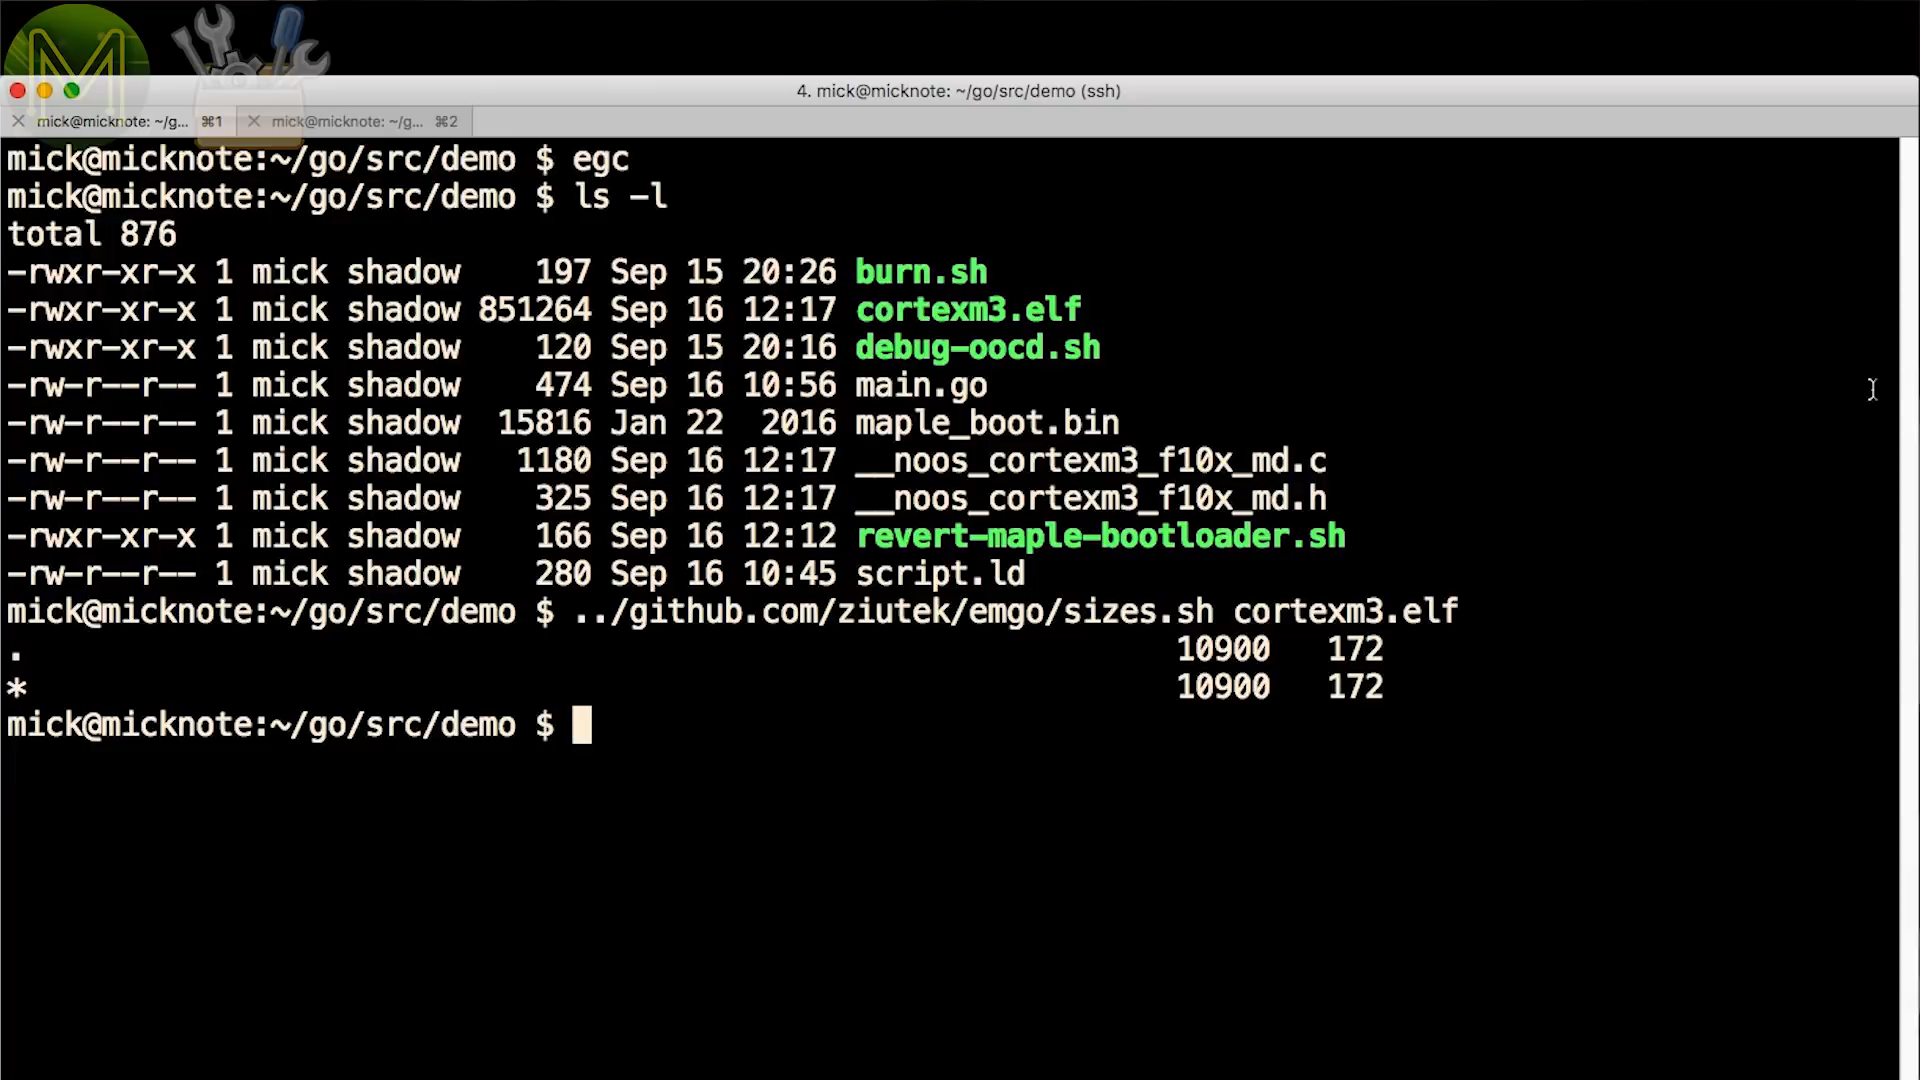 M
4. mick@micknote: ~/go/src/demo (ssh)
mick@micknote: ~/g... ⌘1 mick@micknote: ~/g... ⌘2
mick@micknote:~/go/src/demo $ egc
mick@micknote:~/go/src/demo $ ls -l
total 876
-rwxr-xr-x 1 mick shadow    197 Sep 15 20:26 burn.sh
-rwxr-xr-x 1 mick shadow 851264 Sep 16 12:17 cortexm3.elf
-rwxr-xr-x 1 mick shadow    120 Sep 15 20:16 debug-oocd.sh
-rw-r--r-- 1 mick shadow    474 Sep 16 10:56 main.go
-rw-r--r-- 1 mick shadow  15816 Jan 22  2016 maple_boot.bin
-rw-r--r-- 1 mick shadow   1180 Sep 16 12:17 __noos_cortexm3_f10x_md.c
-rw-r--r-- 1 mick shadow    325 Sep 16 12:17 __noos_cortexm3_f10x_md.h
-rwxr-xr-x 1 mick shadow    166 Sep 16 12:12 revert-maple-bootloader.sh
-rw-r--r-- 1 mick shadow    280 Sep 16 10:45 script.ld
mick@micknote:~/go/src/demo $ ../github.com/ziutek/emgo/sizes.sh cortexm3.elf
.                                                             10900   172
*                                                             10900   172
mick@micknote:~/go/src/demo $